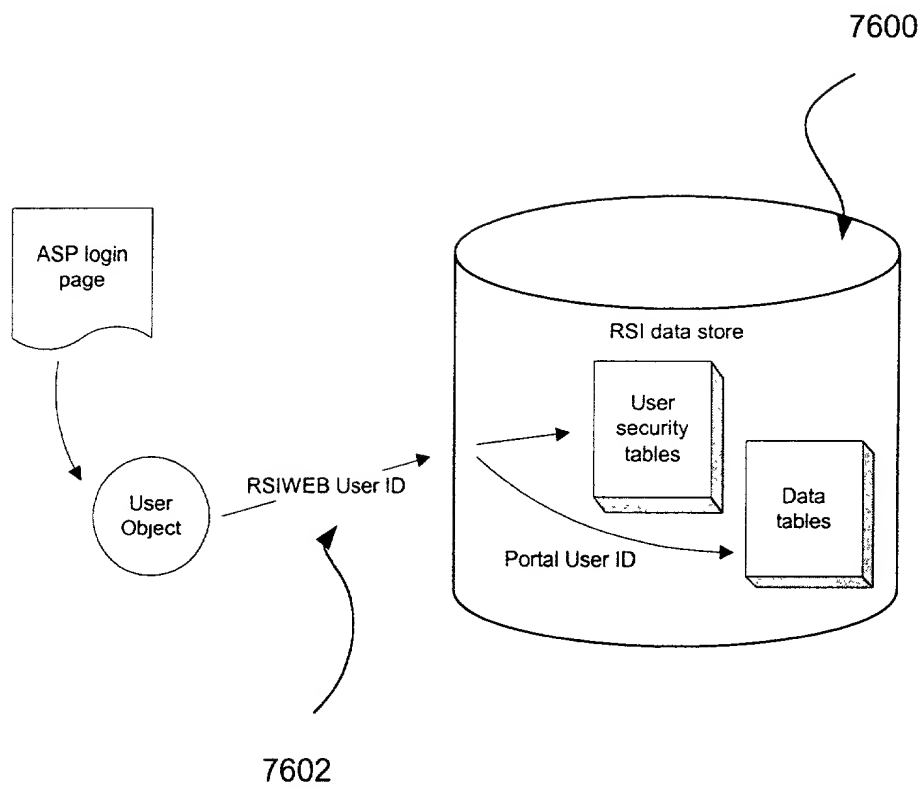 7600
ASP login
page
RSI data store
User
security
tables
RSIWEB User ID
User
Object
Data
tables
Portal User ID
7602